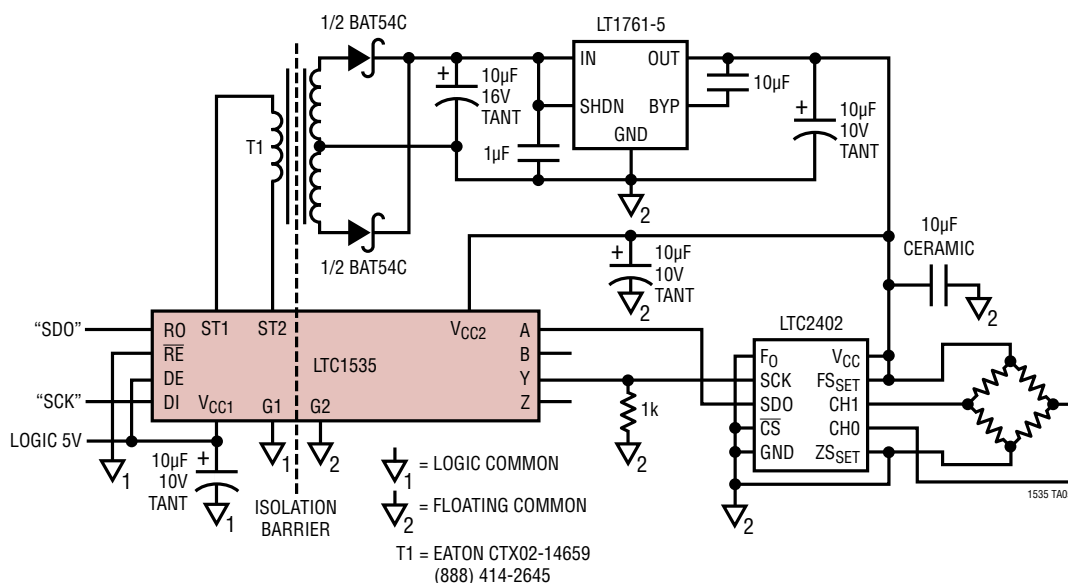 1/2 BAT54C
LT1761-5
IN
OUT
SHDN
BYP
GND
T1
+
10µF
16V
TANT
1µF
10µF
+
10µF
10V
TANT
2
1/2 BAT54C
+
10µF
10V
TANT
2
10µF
CERAMIC
2
"SDO"
"SCK"
LOGIC 5V
RO
RE
DE
DI
ST1
ST2
VCC2
LTC1535
VCC1
G1
G2
A
B
Y
Z
1k
2
LTC2402
FO
SCK
SDO
CS
GND
VCC
FSSET
CH1
CH0
ZSSET
2
1
+
10µF
10V
TANT
1
1
2
ISOLATION
BARRIER
1 = LOGIC COMMON
2 = FLOATING COMMON
T1 = EATON CTX02-14659
(888) 414-2645